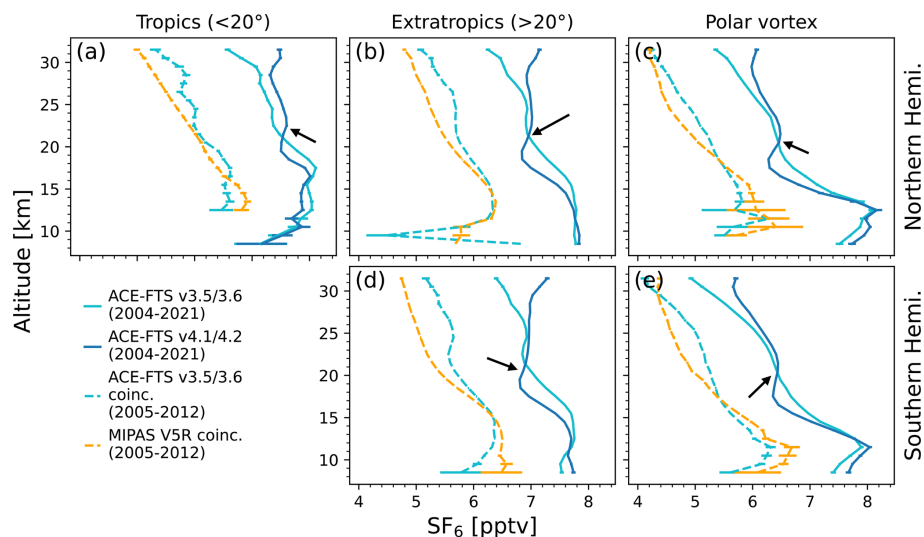 Tropics (<20°)
Extratropics (>20°)
Polar vortex
(a)
(b)
(c)
30
25
20
15
10
Northern Hemi.
Altitude [km]
ACE-FTS v3.5/3.6
(2004-2021)
ACE-FTS v4.1/4.2
(2004-2021)
ACE-FTS v3.5/3.6
coinc.
(2005-2012)
MIPAS V5R coinc.
(2005-2012)
(d)
(e)
30
25
20
15
10
Southern Hemi.
4 5 6 7 8
4 5 6 7 8
SF6 [pptv]